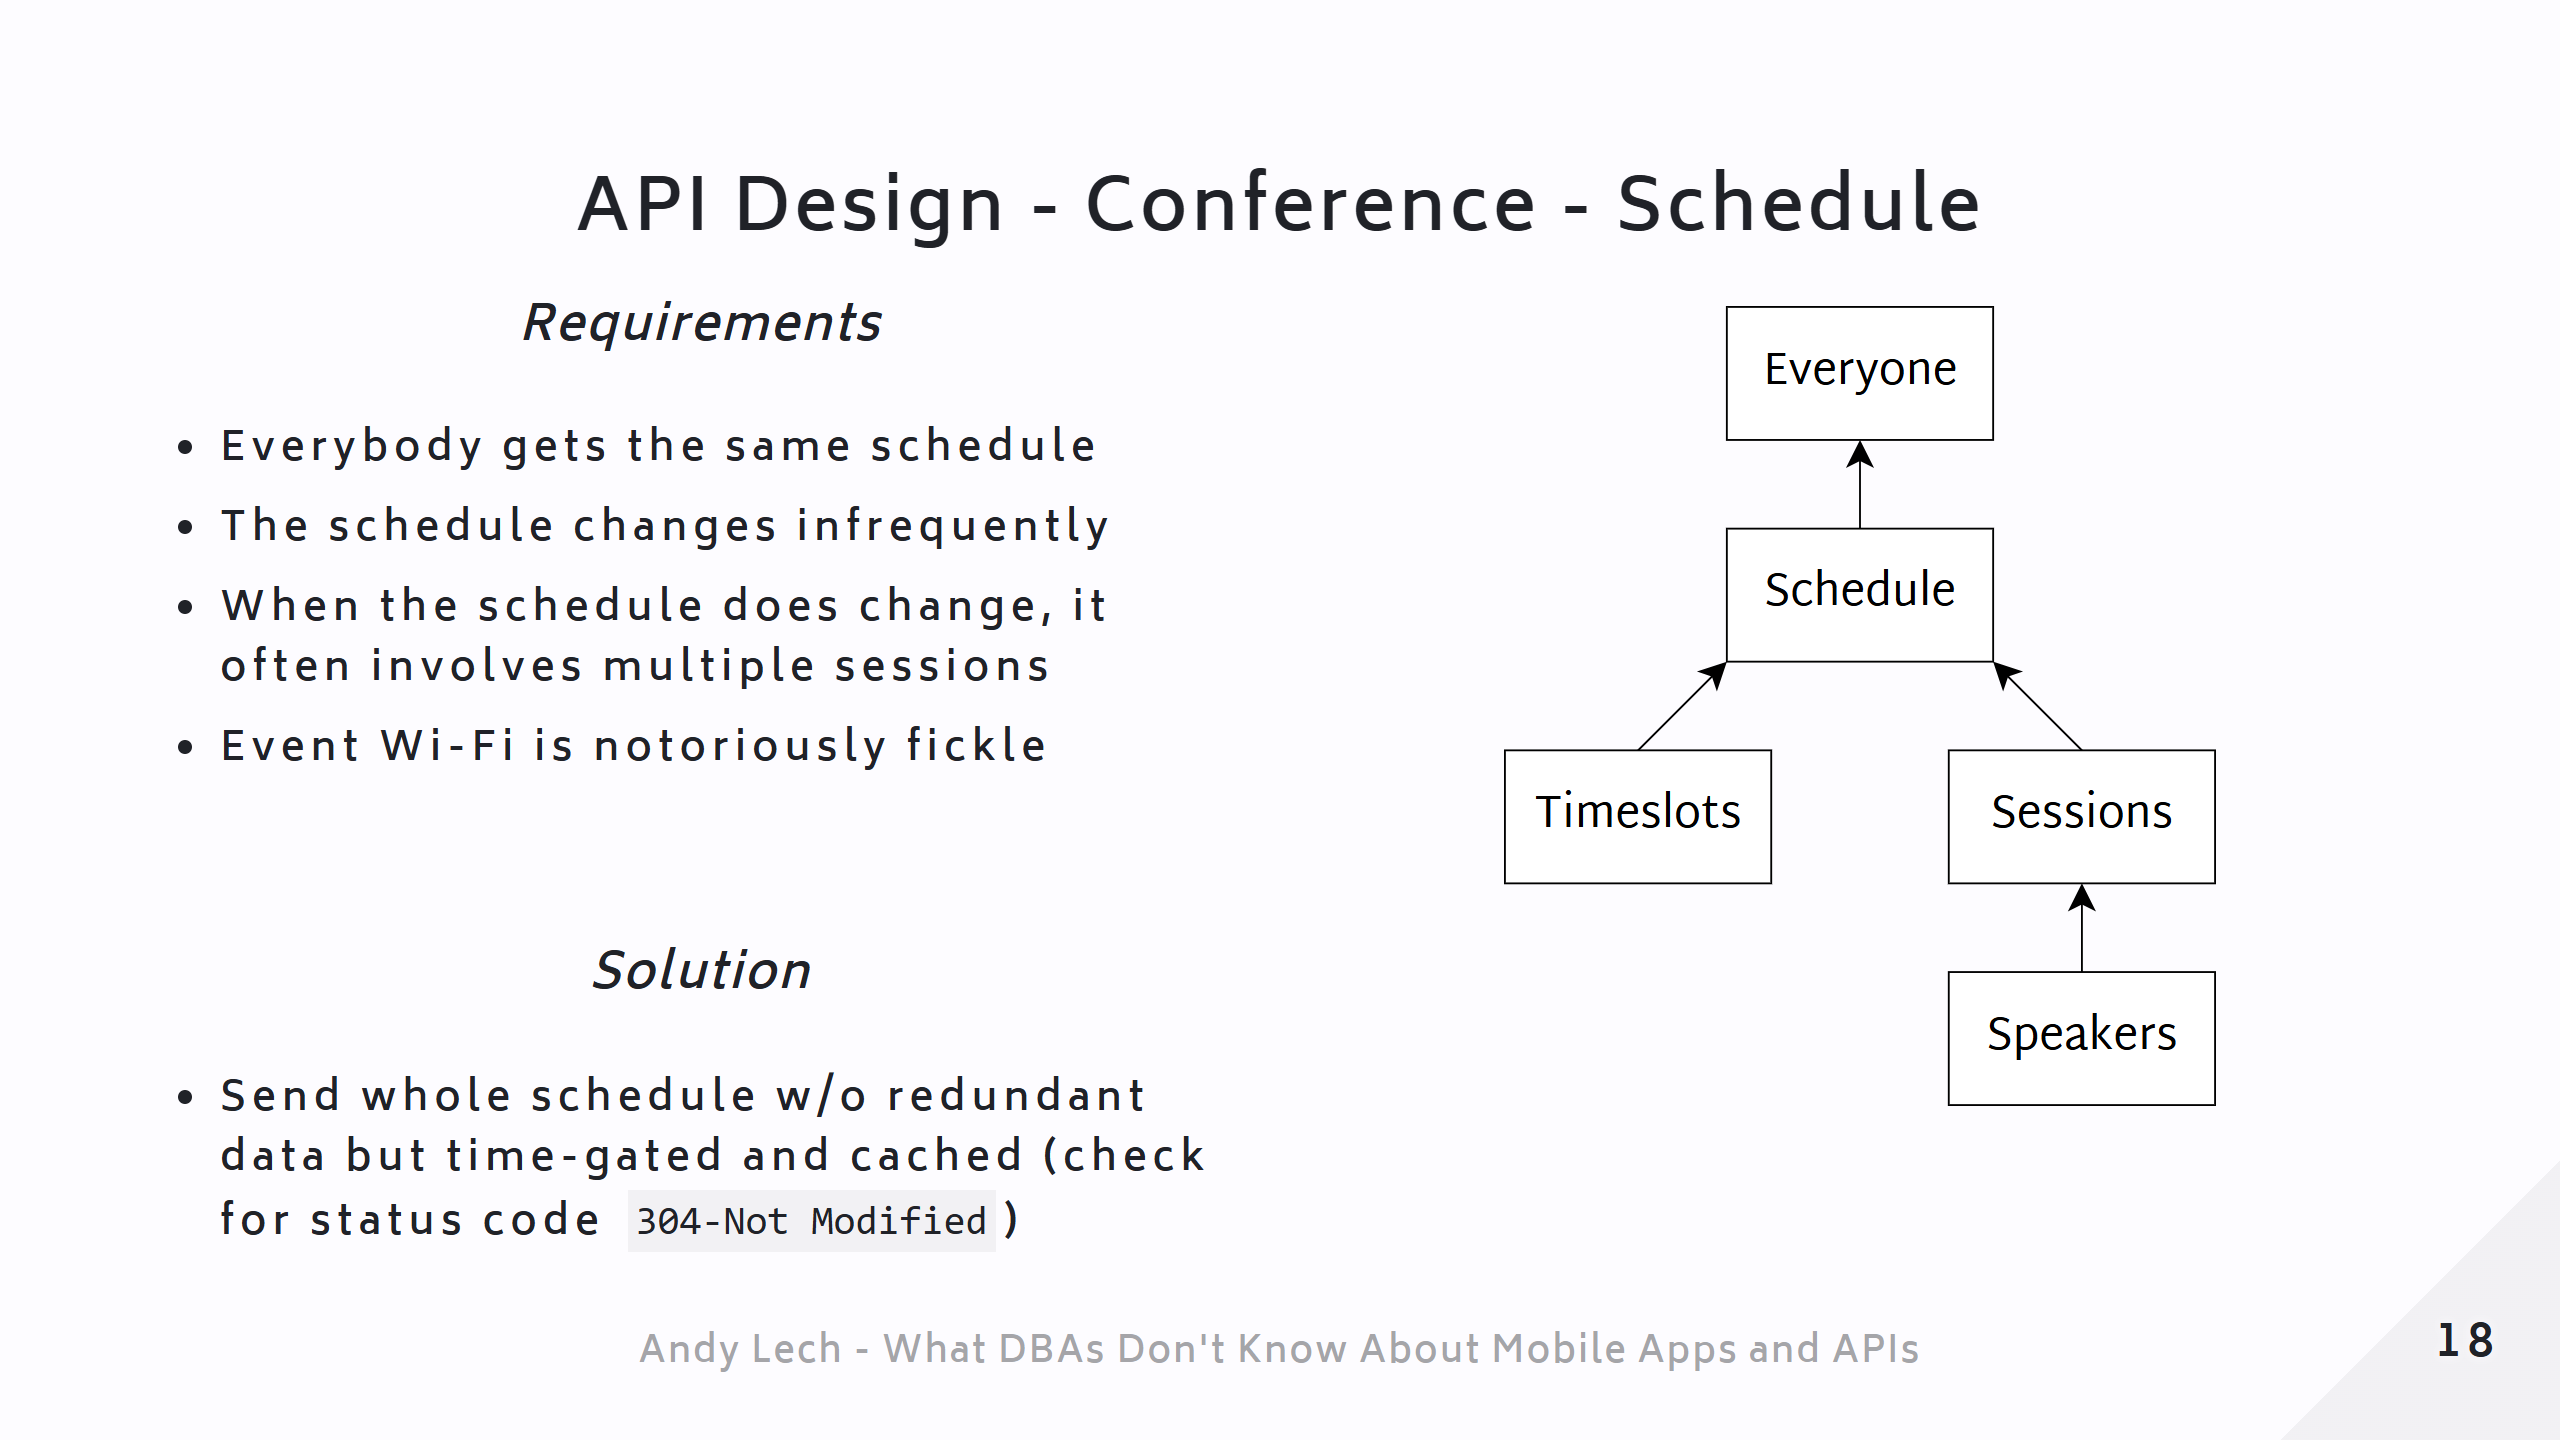 API Design - Conference - Schedule
Requirements
• Everybody gets the same schedule
• The schedule changes infrequently
• When the schedule does change, it
often involves multiple sessions
• Event Wi-Fi is notoriously fickle
Solution
• Send whole schedule w/o redundant
data but time-gated and cached (check
for status code 304-Not Modified)
Everyone
Schedule
Timeslots
Sessions
Speakers
Andy Lech - What DBAs Don't Know About Mobile Apps and APIs
18